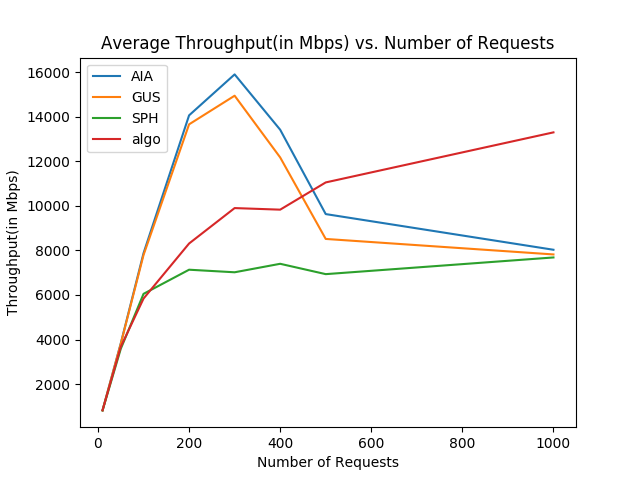 Average Throughput(in Mbps) vs. Number of Requests
AIA
GUS
SPH
algo
16000
14000
12000
10000
8000
6000
4000
2000
Throughput(in Mbps)
0 200 400 600 800 1000
Number of Requests